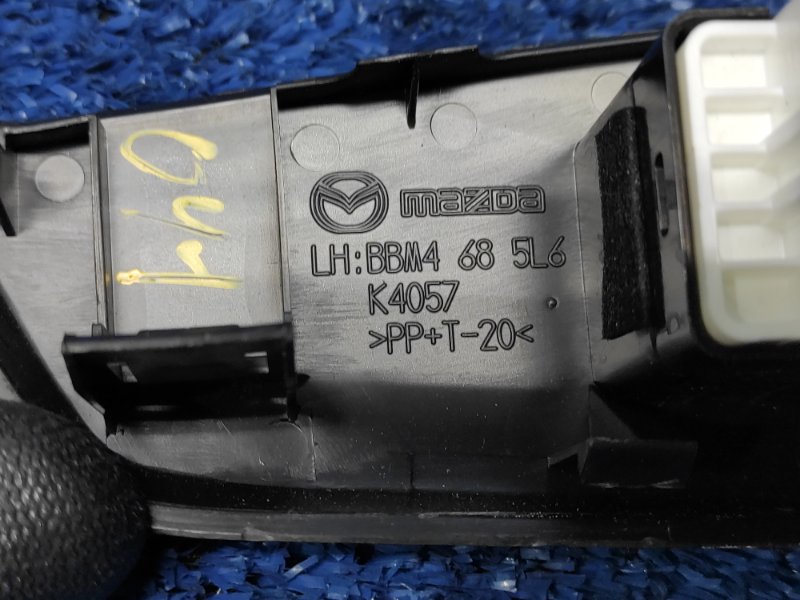 mazda
LH:BBM4 68 5L6
K4057
>PP+T-20<